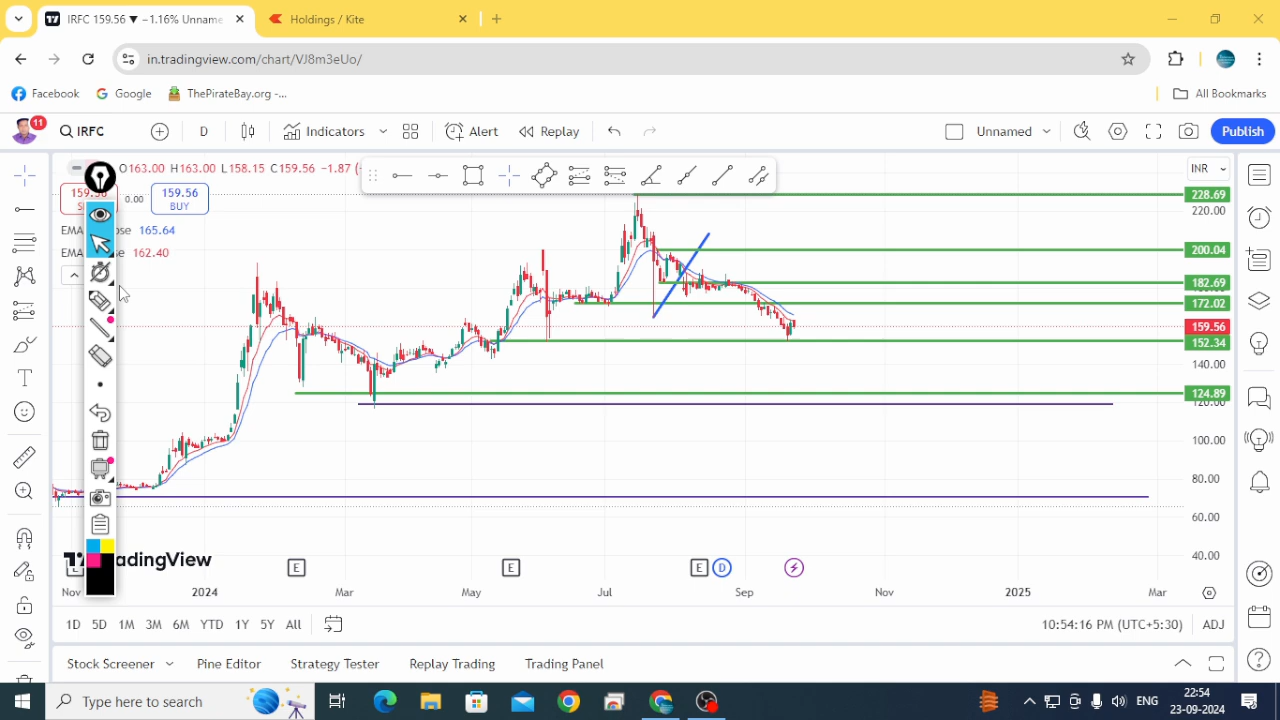 IRFC 159.56 ▼ −1.16% Unname
Holdings / Kite
in.tradingview.com/chart/VJ8m3eUo/
Facebook
Google
ThePirateBay.org -...
All Bookmarks
11
IRFC
D
Indicators
Alert
Replay
Unnamed
Publish
O163.00 H163.00 L158.15 C159.56 −1.87
INR
159.56
0.00
159.56
BUY
165.64
162.40
228.69
220.00
200.04
182.69
172.02
159.56
152.34
140.00
124.89
120.00
100.00
80.00
60.00
40.00
TradingView
E
E
E
D
Nov
2024
Mar
May
Jul
Sep
Nov
2025
Mar
1D
5D
1M
3M
6M
YTD
1Y
5Y
All
10:54:16 PM (UTC+5:30)
ADJ
Stock Screener
Pine Editor
Strategy Tester
Replay Trading
Trading Panel
Type here to search
ENG
22:54
23-09-2024